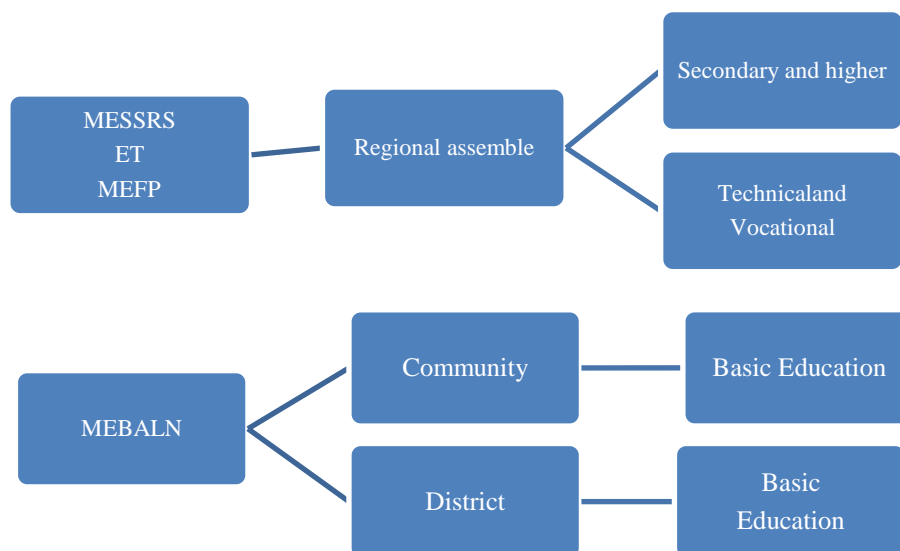 MESSRS
ET
MEFP
Regional assemble
Secondary and higher
Technicaland
Vocational
MEBALN
Community
Basic Education
District
Basic
Education